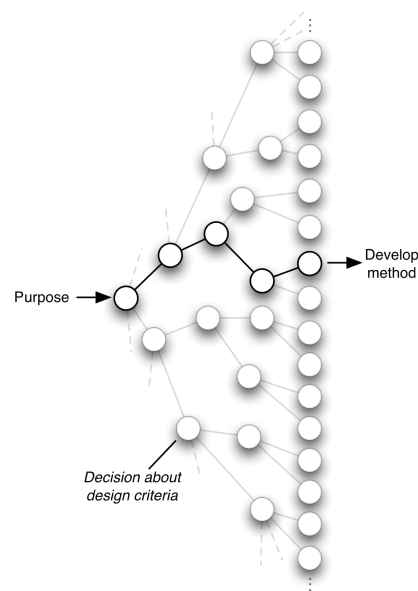 Develop
method
Purpose
Decision about
design criteria